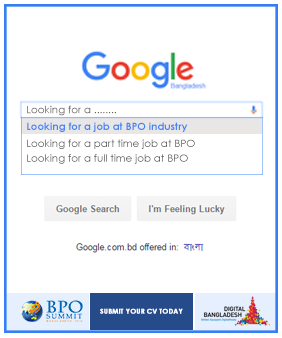 Google
Bangladesh
Looking for a ........
Looking for a job at BPO industry
Looking for a part time job at BPO
Looking for a full time job at BPO
Google Search
I'm Feeling Lucky
Google.com.bd offered in: বাংলা
BPO
SUMMIT
SUBMIT YOUR CV TODAY
DIGITAL
BANGLADESH